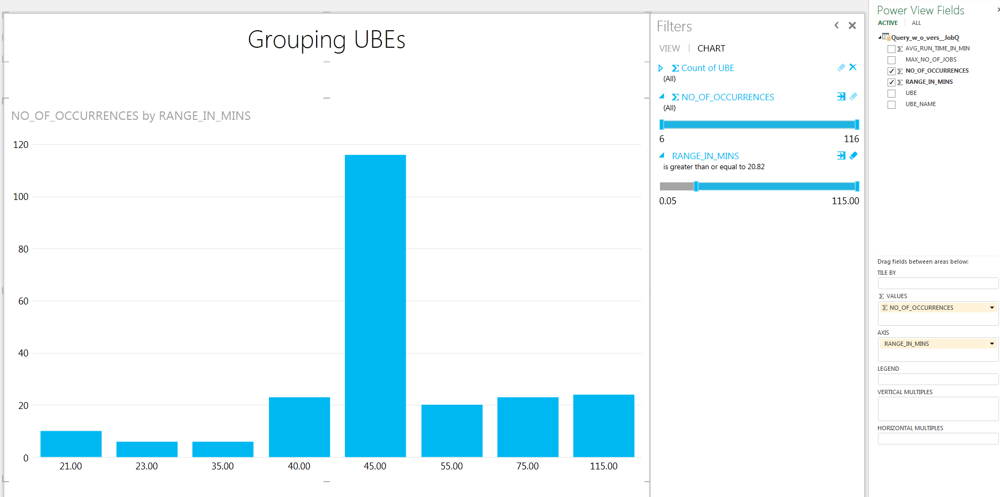 Grouping UBEs
NO_OF_OCCURRENCES by RANGE_IN_MINS
120
100
80
60
40
20
0
21.00 23.00 35.00 40.00 45.00 55.00 75.00 115.00
Filters
VIEW | CHART
Σ Count of UBE
(All)
Σ NO_OF_OCCURRENCES
(All)
6 116
RANGE_IN_MINS
is greater than or equal to 20.82
0.05 115.00
Power View Fields
ACTIVE ALL
Query_w_o_vers__JobQ
Σ AVG_RUN_TIME_IN_MIN
MAX_NO_OF_JOBS
Σ NO_OF_OCCURRENCES
Σ RANGE_IN_MINS
UBE
UBE_NAME
Drag fields between areas below:
TILE BY
Σ VALUES
Σ NO_OF_OCCURRENCES
AXIS
RANGE_IN_MINS
LEGEND
VERTICAL MULTIPLES
HORIZONTAL MULTIPLES